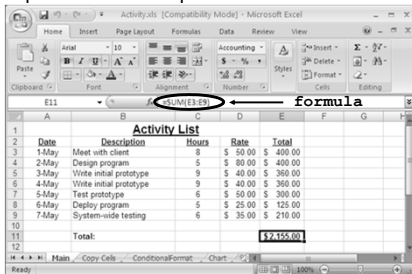 Activity.xls [Compatibility Mode] - Microsoft Excel
Home Insert Page Layout Formulas Data Review View
Arial 10 Accounting Insert
Paste B I U A A $ % , Styles Delete
Format
Clipboard Font Alignment Number Cells Editing
E11 fx =SUM(E3:E9) formula
A B C D E F G H
1 Activity List
2 Date Description Hours Rate Total
3 1-May Meet with client 8 $ 50.00 $ 400.00
4 2-May Design program 5 $ 80.00 $ 400.00
5 3-May Write initial prototype 9 $ 40.00 $ 360.00
6 4-May Write initial prototype 9 $ 40.00 $ 360.00
7 5-May Test prototype 6 $ 50.00 $ 300.00
8 6-May Deploy program 5 $ 25.00 $ 125.00
9 7-May System-wide testing 6 $ 35.00 $ 210.00
10
11 Total: $2,155.00
12
Main Copy Cells ConditionalFormat Chart
Ready 100%